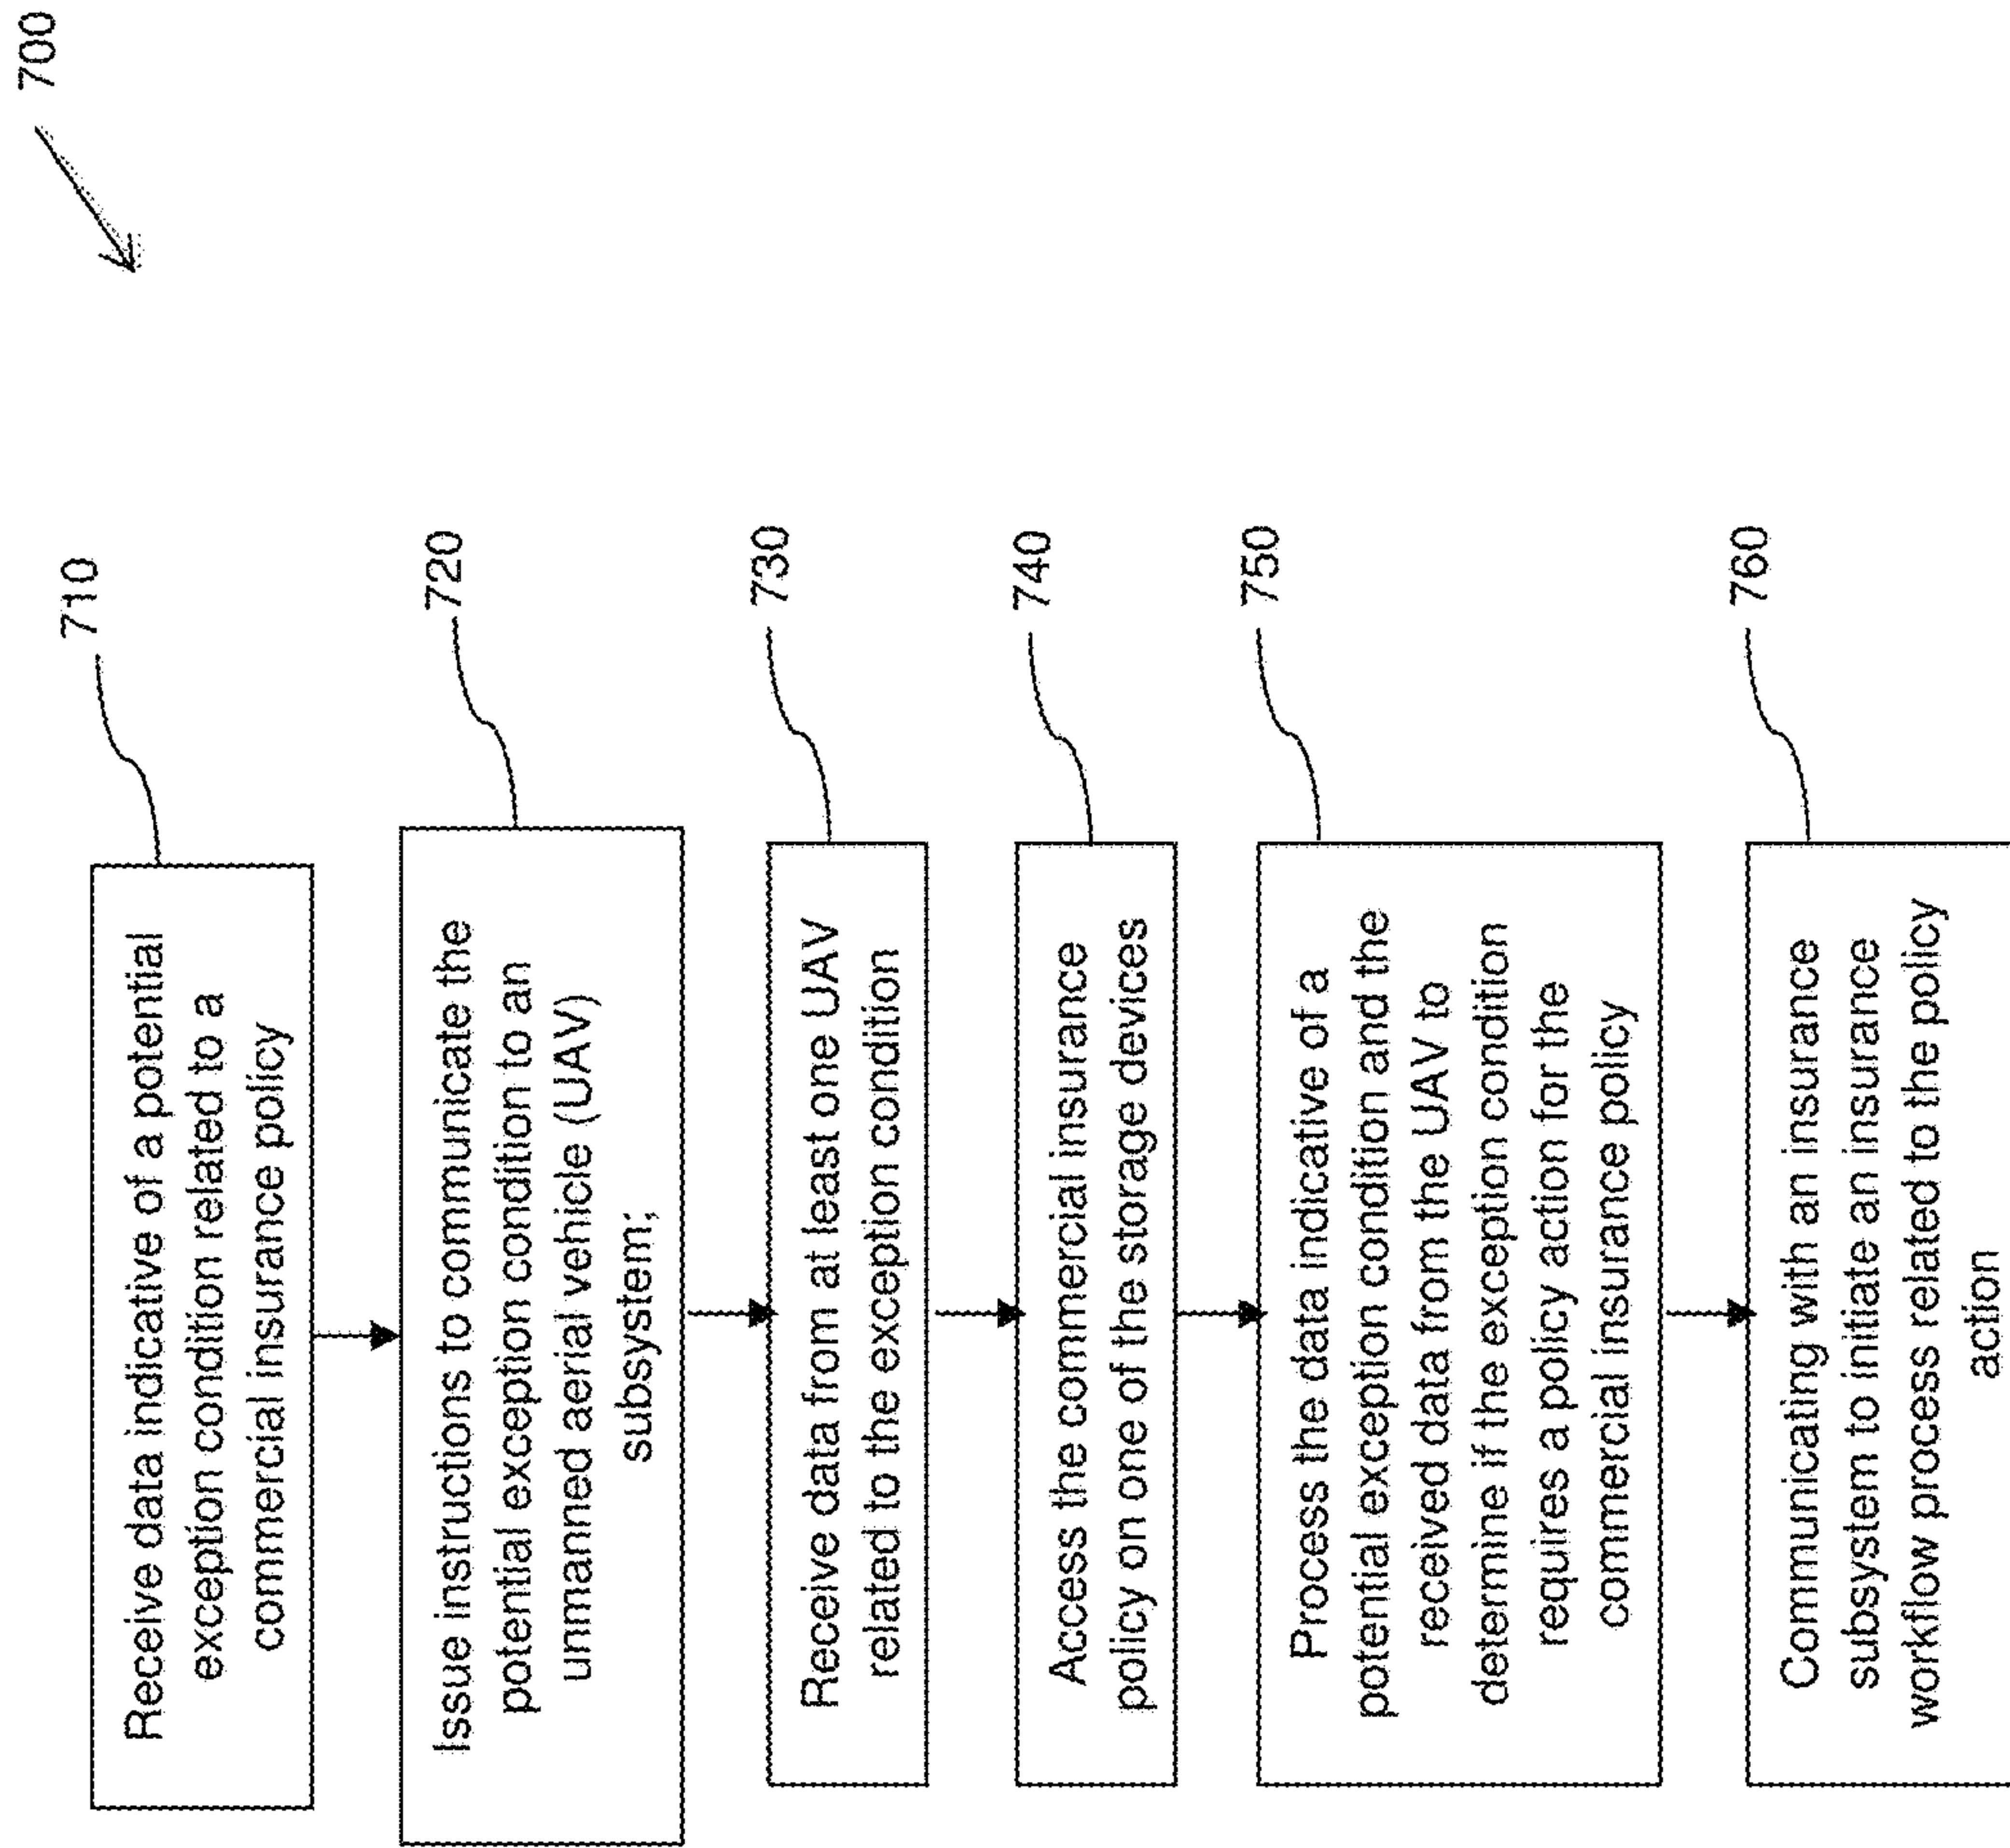 700
710
Receive data indicative of a potential
exception condition related to a
commercial insurance policy
720
Issue instructions to communicate the
potential exception condition to an
unmanned aerial vehicle (UAV)
subsystem;
730
Receive data from at least one UAV
related to the exception condition
740
Access the commercial insurance
policy on one of the storage devices
750
Process the data indicative of a
potential exception condition and the
received data from the UAV to
determine if the exception condition
requires a policy action for the
commercial insurance policy
760
Communicating with an insurance
subsystem to initiate an insurance
workflow process related to the policy
action